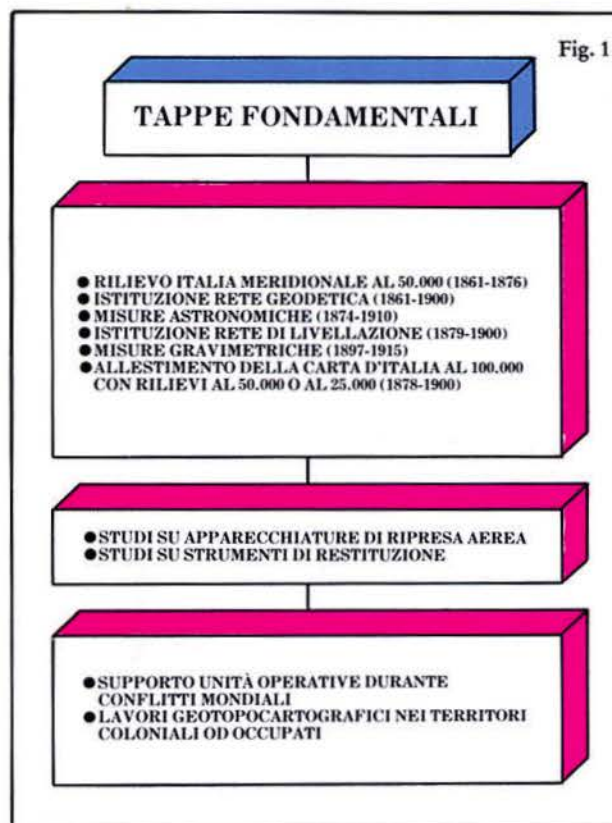 Fig. 1
TAPPE FONDAMENTALI
● RILIEVO ITALIA MERIDIONALE AL 50.000 (1861-1876)
● ISTITUZIONE RETE GEODETICA (1861-1900)
● MISURE ASTRONOMICHE (1874-1910)
● ISTITUZIONE RETE DI LIVELLAZIONE (1879-1900)
● MISURE GRAVIMETRICHE (1897-1915)
● ALLESTIMENTO DELLA CARTA D'ITALIA AL 100.000
CON RILIEVI AL 50.000 O AL 25.000 (1878-1900)
● STUDI SU APPARECCHIATURE DI RIPRESA AEREA
● STUDI SU STRUMENTI DI RESTITUZIONE
● SUPPORTO UNITÀ OPERATIVE DURANTE
CONFLITTI MONDIALI
● LAVORI GEOTOPOCARTOGRAFICI NEI TERRITORI
COLONIALI OD OCCUPATI